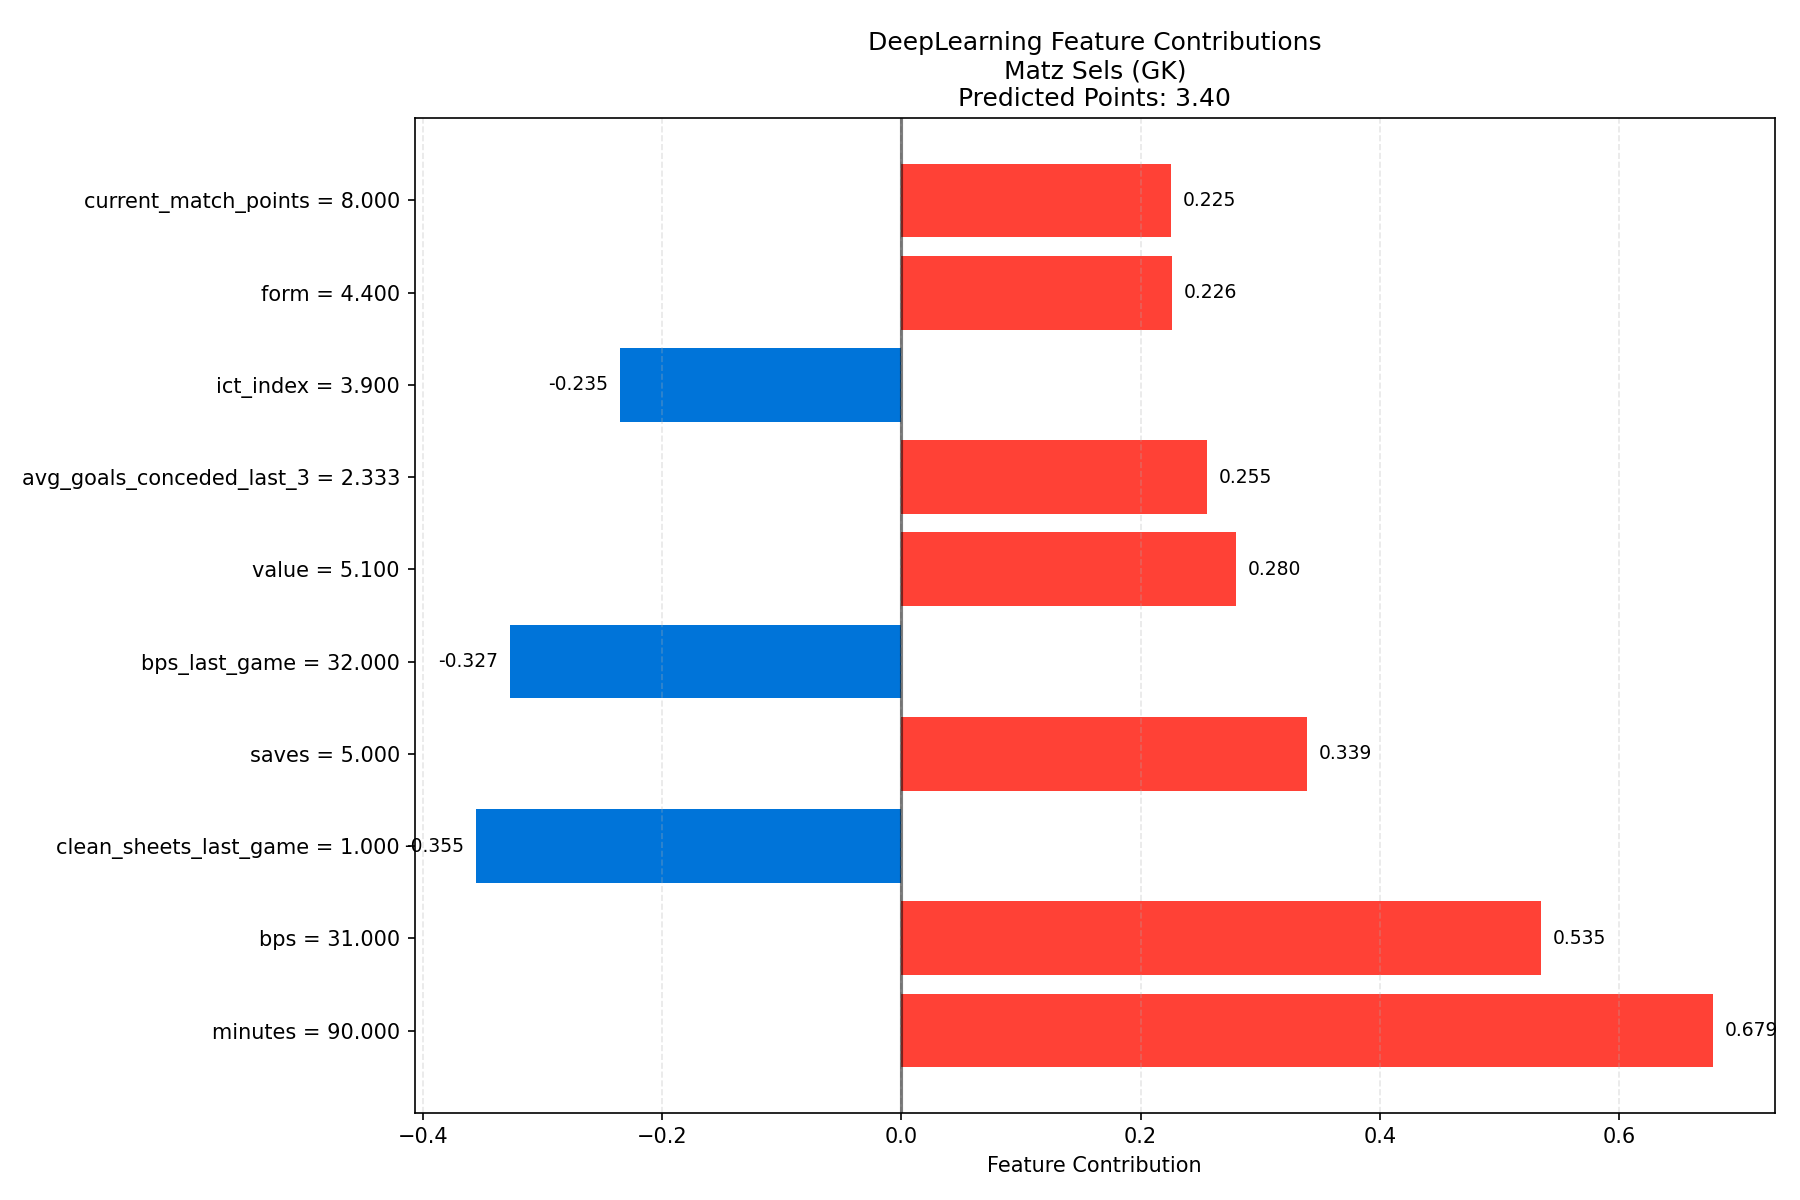 DeepLearning Feature Contributions
Matz Sels (GK)
Predicted Points: 3.40
current_match_points = 8.000 0.225
form = 4.400 0.226
ict_index = 3.900 -0.235
avg_goals_conceded_last_3 = 2.333 0.255
value = 5.100 0.280
bps_last_game = 32.000 -0.327
saves = 5.000 0.339
clean_sheets_last_game = 1.000 -0.355
bps = 31.000 0.535
minutes = 90.000 0.679
−0.4 −0.2 0.0 0.2 0.4 0.6
Feature Contribution